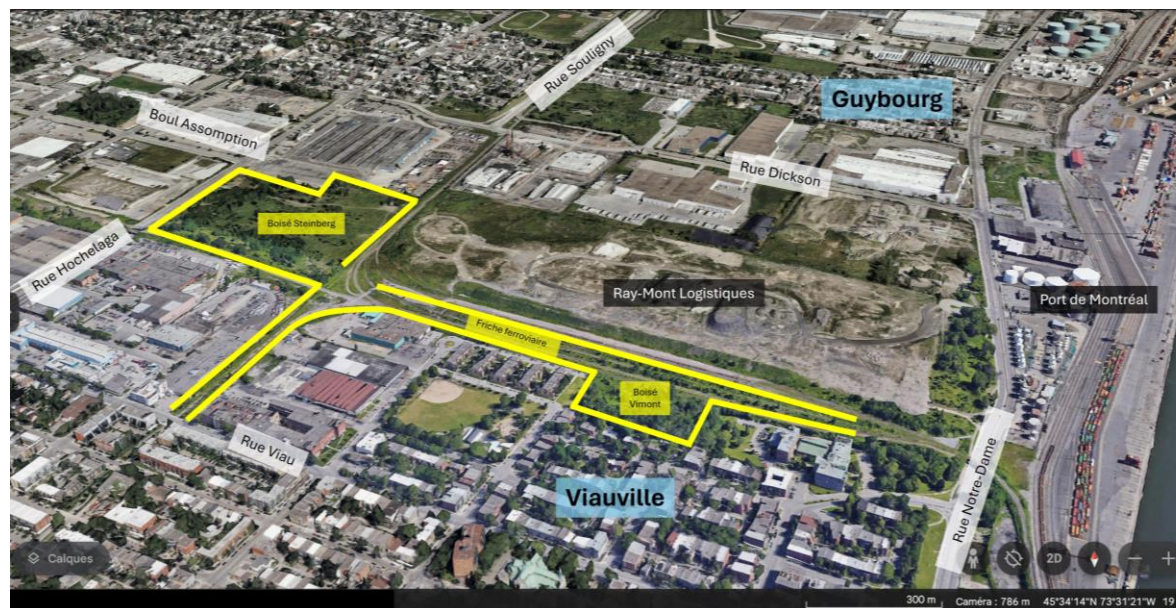 Rue Souligny
Guybourg
Boul Assomption
Rue Dickson
Boisé Steinberg
Rue Hochelaga
Ray-Mont Logistiques
Port de Montréal
Friche ferroviaire
Boisé
Vimont
Rue Viau
Viauville
Rue Notre-Dame
Calques
2D
300 m
Caméra : 786 m 45°34'14"N 73°31'21"W 19